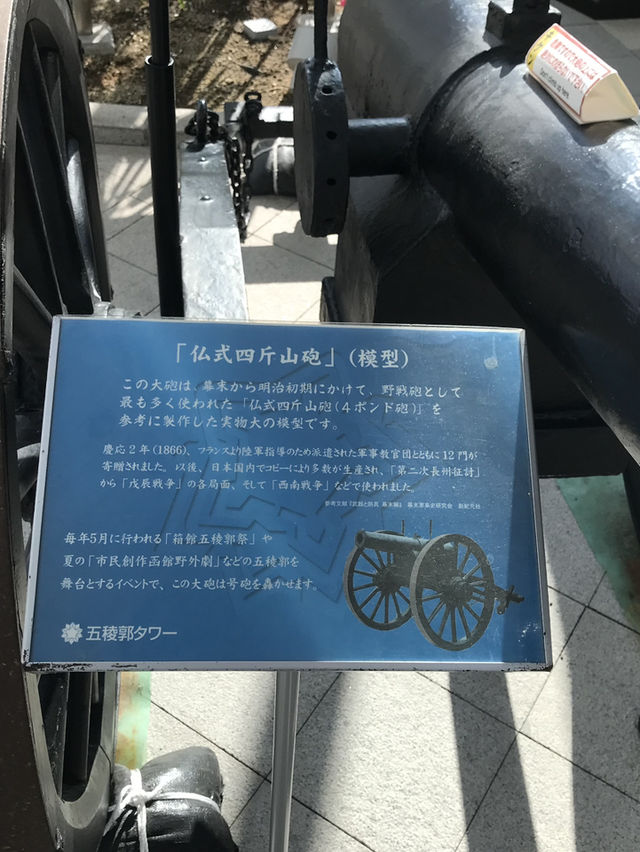 「仏式四斤山砲」(模型)
この大砲は、幕末から明治初期にかけて、野戦砲として
最も多く使われた「仏式四斤山砲(4ポンド砲)」を
参考に製作した実物大の模型です。
慶応2年(1866)、フランスより陸軍指導のため派遣された軍事教官団とともに12門が
寄贈されました。以後、日本国内でコピーにより多数が生産され、「第二次長州征討」
から「戊辰戦争」の各局面、そして「西南戦争」などで使われました。
毎年5月に行われる「箱館五稜郭祭」や
夏の「市民創作函館野外劇」などの五稜郭を
舞台とするイベントで、この大砲は号砲を轟かせます。
五稜郭タワー